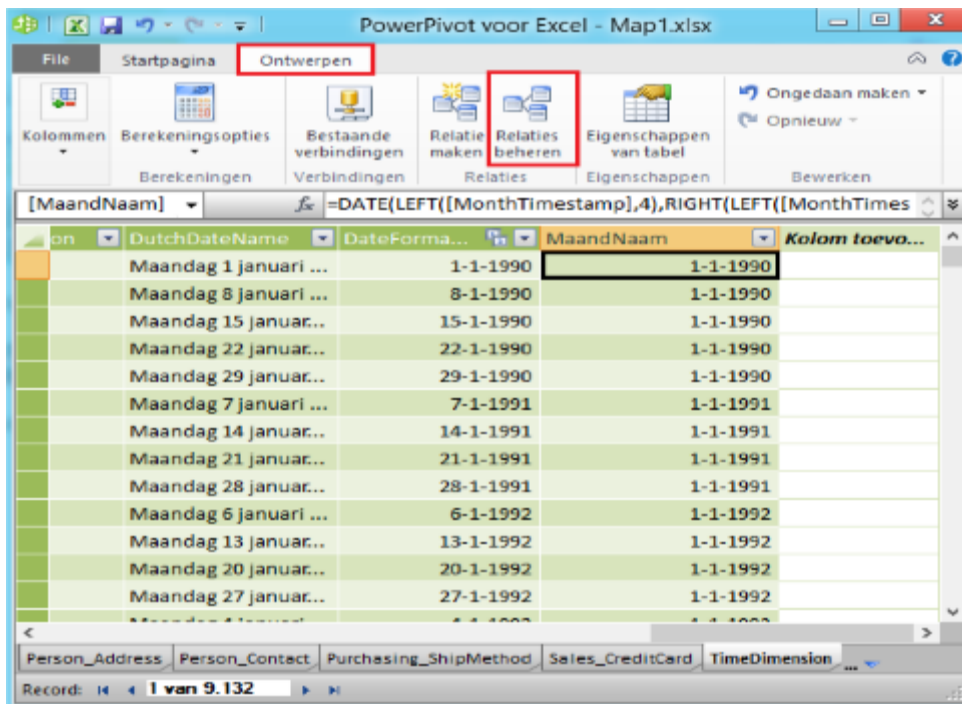 PowerPivot voor Excel - Map1.xlsx
File Startpagina Ontwerpen
Kolommen Berekeningsopties Bestaande verbindingen Relatie maken Relaties beheren Eigenschappen van tabel Ongedaan maken Opnieuw
Berekeningen Verbindingen Relaties Eigenschappen Bewerken
[MaandNaam] fx =DATE(LEFT([MonthTimestamp],4),RIGHT(LEFT([MonthTimes
on DutchDateName DateForma... MaandNaam Kolom toevo...
Maandag 1 januari ... 1-1-1990 1-1-1990
Maandag 8 januari ... 8-1-1990 1-1-1990
Maandag 15 januar... 15-1-1990 1-1-1990
Maandag 22 januar... 22-1-1990 1-1-1990
Maandag 29 januar... 29-1-1990 1-1-1990
Maandag 7 januari ... 7-1-1991 1-1-1991
Maandag 14 januar... 14-1-1991 1-1-1991
Maandag 21 januar... 21-1-1991 1-1-1991
Maandag 28 januar... 28-1-1991 1-1-1991
Maandag 6 januari ... 6-1-1992 1-1-1992
Maandag 13 januar... 13-1-1992 1-1-1992
Maandag 20 januar... 20-1-1992 1-1-1992
Maandag 27 januar... 27-1-1992 1-1-1992
Person_Address Person_Contact Purchasing_ShipMethod Sales_CreditCard TimeDimension ...
Record: 1 van 9.132